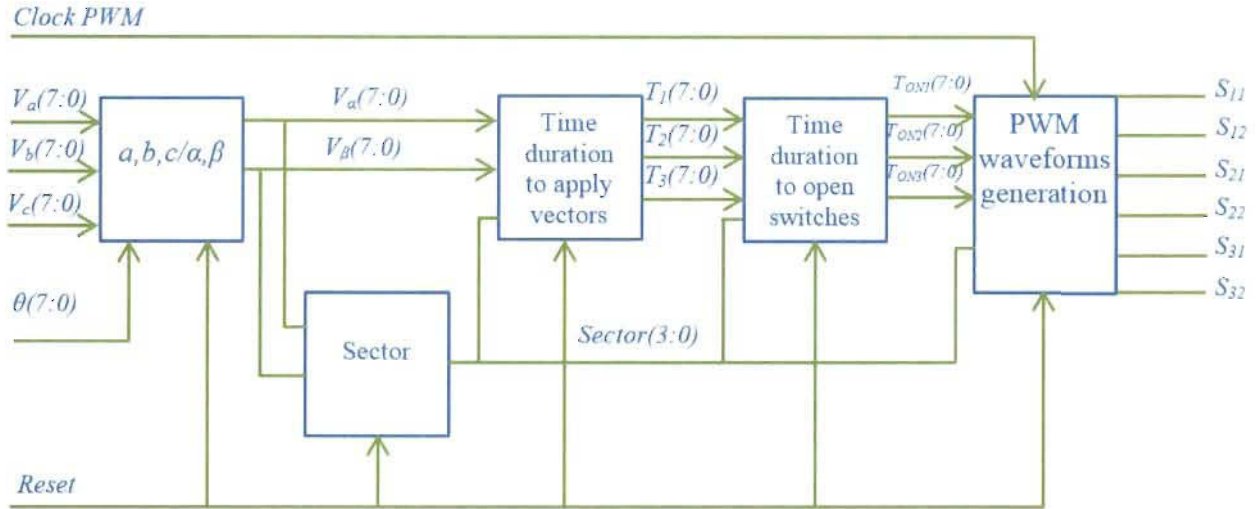 Clock PWM
Va(7:0)
Vb(7:0)
Vc(7:0)
θ(7:0)
Reset
a,b,c/α,β
Vα(7:0)
Vβ(7:0)
Sector
Time
duration
to apply
vectors
T1(7:0)
T2(7:0)
T3(7:0)
Time
duration
to open
switches
Sector(3:0)
TON1(7:0)
TON2(7:0)
TON3(7:0)
PWM
waveforms
generation
S11
S12
S21
S22
S31
S32